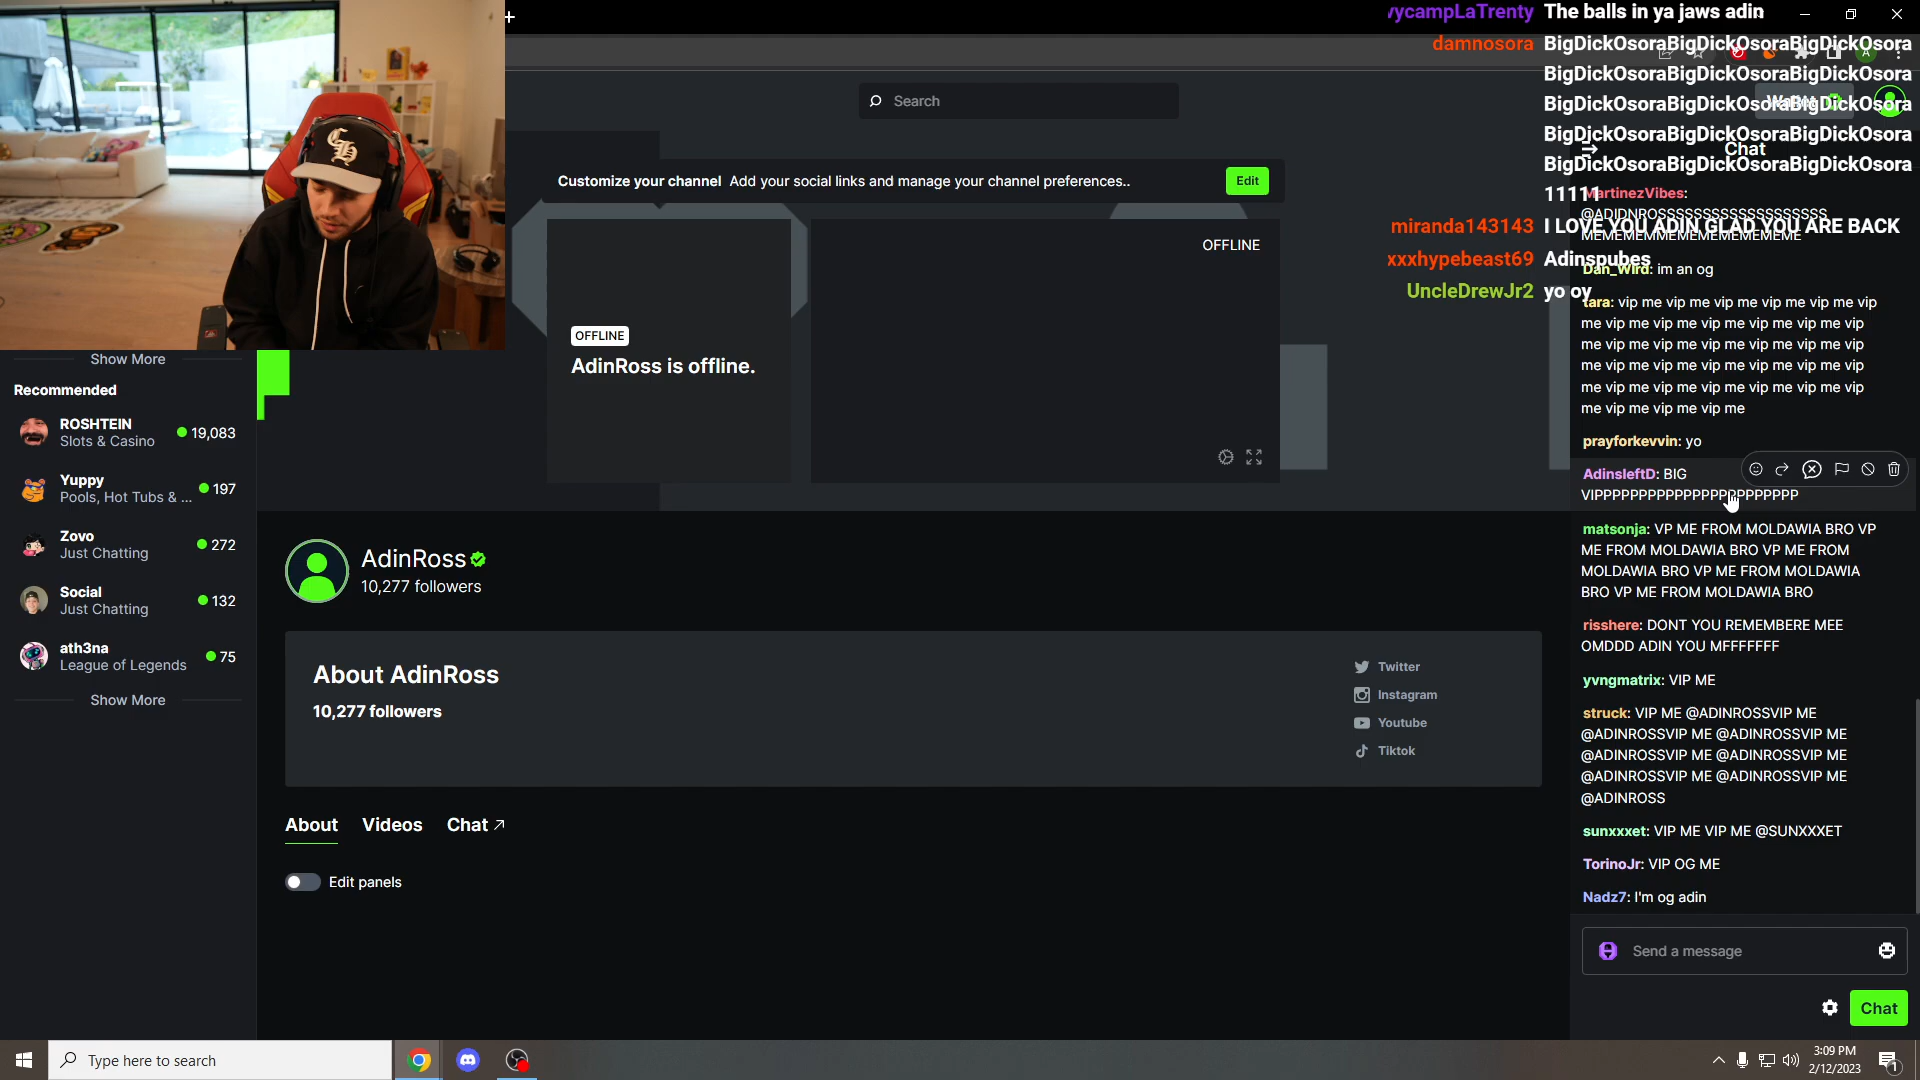 vycampLaTrenty The balls in ya jaws adin
damnosora BigDickOsoraBigDickOsoraBigDickOsora
BigDickOsoraBigDickOsoraBigDickOsora
BigDickOsoraBigDickOsoraBigDickOsora
BigDickOsoraBigDickOsoraBigDickOsora
BigDickOsoraBigDickOsoraBigDickOsora
11111
miranda143143 I LOVE YOU ADIN GLAD YOU ARE BACK
xxxhypebeast69 Adinspubes
UncleDrewJr2 yo oy
Search
Customize your channel Add your social links and manage your channel preferences..
Edit
OFFLINE
OFFLINE
AdinRoss is offline.
Show More
Recommended
ROSHTEIN
Slots & Casino
19,083
Yuppy
Pools, Hot Tubs & ...
197
Zovo
Just Chatting
272
Social
Just Chatting
132
ath3na
League of Legends
75
Show More
AdinRoss
10,277 followers
About AdinRoss
10,277 followers
Twitter
Instagram
Youtube
Tiktok
About
Videos
Chat
Edit panels
Chat
MartinezVibes:
Dan_Wird: im an og
tara: vip me vip me vip me vip me vip me vip
me vip me vip me vip me vip me vip me vip
me vip me vip me vip me vip me vip me vip
me vip me vip me vip me vip me vip me vip
me vip me vip me vip me vip me vip me vip
me vip me vip me vip me
prayforkevvin: yo
AdinsleftD: BIG
VIPPPPPPPPPPPPPPPPPPPPPPP
matsonja: VP ME FROM MOLDAWIA BRO VP
ME FROM MOLDAWIA BRO VP ME FROM
MOLDAWIA BRO VP ME FROM MOLDAWIA
BRO VP ME FROM MOLDAWIA BRO
risshere: DONT YOU REMEMBERE MEE
OMDDD ADIN YOU MFFFFFFF
yvngmatrix: VIP ME
struck: VIP ME @ADINROSSVIP ME
@ADINROSSVIP ME @ADINROSSVIP ME
@ADINROSSVIP ME @ADINROSSVIP ME
@ADINROSSVIP ME @ADINROSSVIP ME
@ADINROSS
sunxxxet: VIP ME VIP ME @SUNXXXET
TorinoJr: VIP OG ME
Nadz7: I'm og adin
Send a message
Chat
Type here to search
3:09 PM
2/12/2023
1